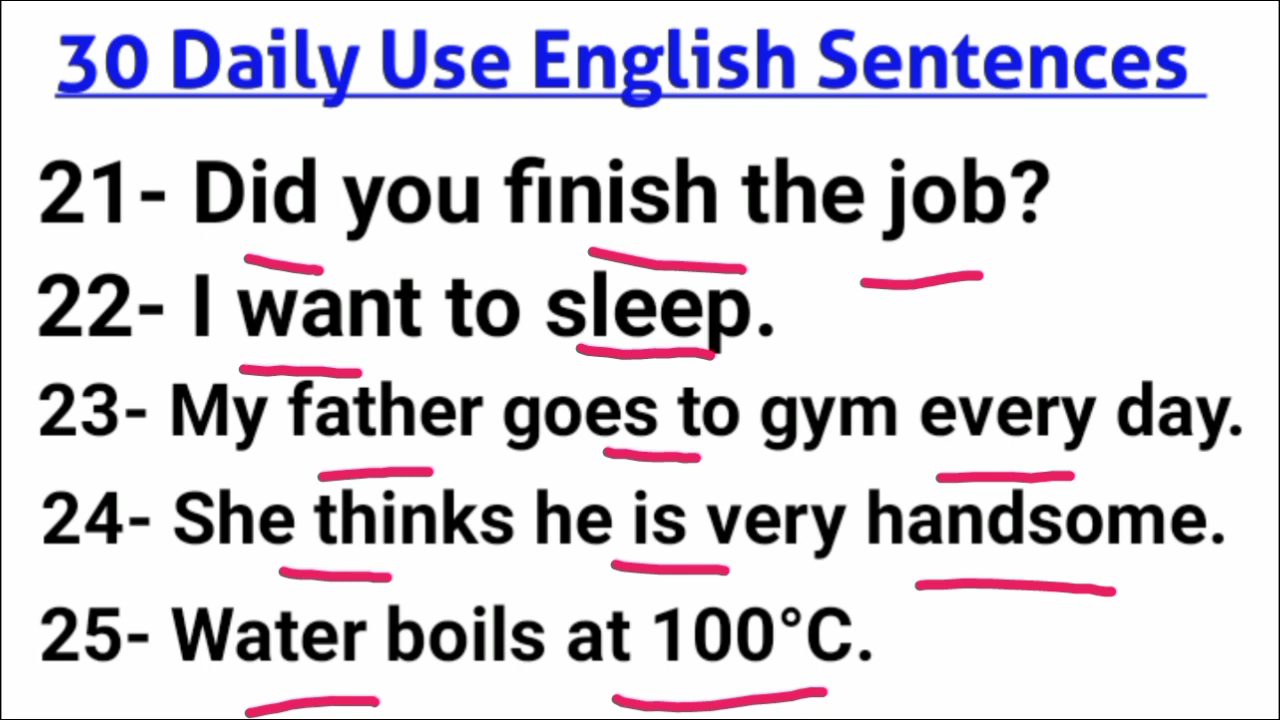 30 Daily Use English Sentences
21- Did you finish the job?
22- I want to sleep.
23- My father goes to gym every day.
24- She thinks he is very handsome.
25- Water boils at 100°C.